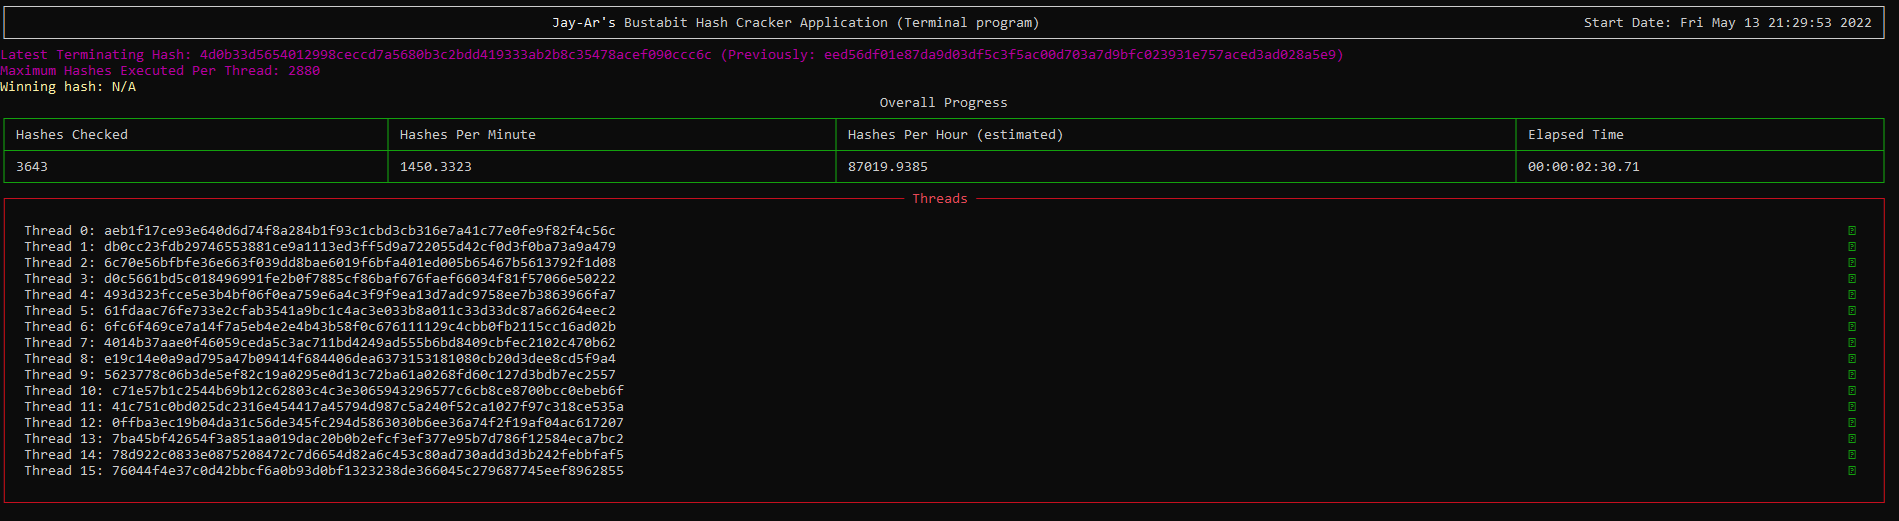 Jay-Ar's Bustabit Hash Cracker Application (Terminal program) Start Date: Fri May 13 21:29:53 2022
Latest Terminating Hash: 4d0b33d5654012998ceccd7a5680b3c2bdd419333ab2b8c35478acef090ccc6c (Previously: eed56df01e87da9d03df5c3f5ac00d703a7d9bfc023931e757aced3ad028a5e9)
Maximum Hashes Executed Per Thread: 2880
Winning hash: N/A
Overall Progress
Hashes Checked Hashes Per Minute Hashes Per Hour (estimated) Elapsed Time
3643 1450.3323 87019.9385 00:00:02:30.71
Threads
Thread 0: aeb1f17ce93e640d6d74f8a284b1f93c1cbd3cb316e7a41c77e0fe9f82f4c56c
Thread 1: db0cc23fdb29746553881ce9a1113ed3ff5d9a722055d42cf0d3f0ba73a9a479
Thread 2: 6c70e56bfbfe36e663f039dd8bae6019f6bfa401ed005b65467b5613792f1d08
Thread 3: d0c5661bd5c018496991fe2b0f7885cf86baf676faef66034f81f57066e50222
Thread 4: 493d323fcce5e3b4bf06f0ea759e6a4c3f9f9ea13d7adc9758ee7b3863966fa7
Thread 5: 61fdaac76fe733e2cfab3541a9bc1c4ac3e033b8a011c33d33dc87a66264eec2
Thread 6: 6fc6f469ce7a14f7a5eb4e2e4b43b58f0c676111129c4cbb0fb2115cc16ad02b
Thread 7: 4014b37aae0f46059ceda5c3ac711bd4249ad555b6bd8409cbfec2102c470b62
Thread 8: e19c14e0a9ad795a47b09414f684406dea6373153181080cb20d3dee8cd5f9a4
Thread 9: 5623778c06b3de5ef82c19a0295e0d13c72ba61a0268fd60c127d3bdb7ec2557
Thread 10: c71e57b1c2544b69b12c62803c4c3e3065943296577c6cb8ce8700bcc0ebeb6f
Thread 11: 41c751c0bd025dc2316e454417a45794d987c5a240f52ca1027f97c318ce535a
Thread 12: 0ffba3ec19b04da31c56de345fc294d5863030b6ee36a74f2f19af04ac617207
Thread 13: 7ba45bf42654f3a851aa019dac20b0b2efcf3ef377e95b7d786f12584eca7bc2
Thread 14: 78d922c0833e0875208472c7d6654d82a6c453c80ad730add3d3b242febbfaf5
Thread 15: 76044f4e37c0d42bbcf6a0b93d0bf1323238de366045c279687745eef8962855